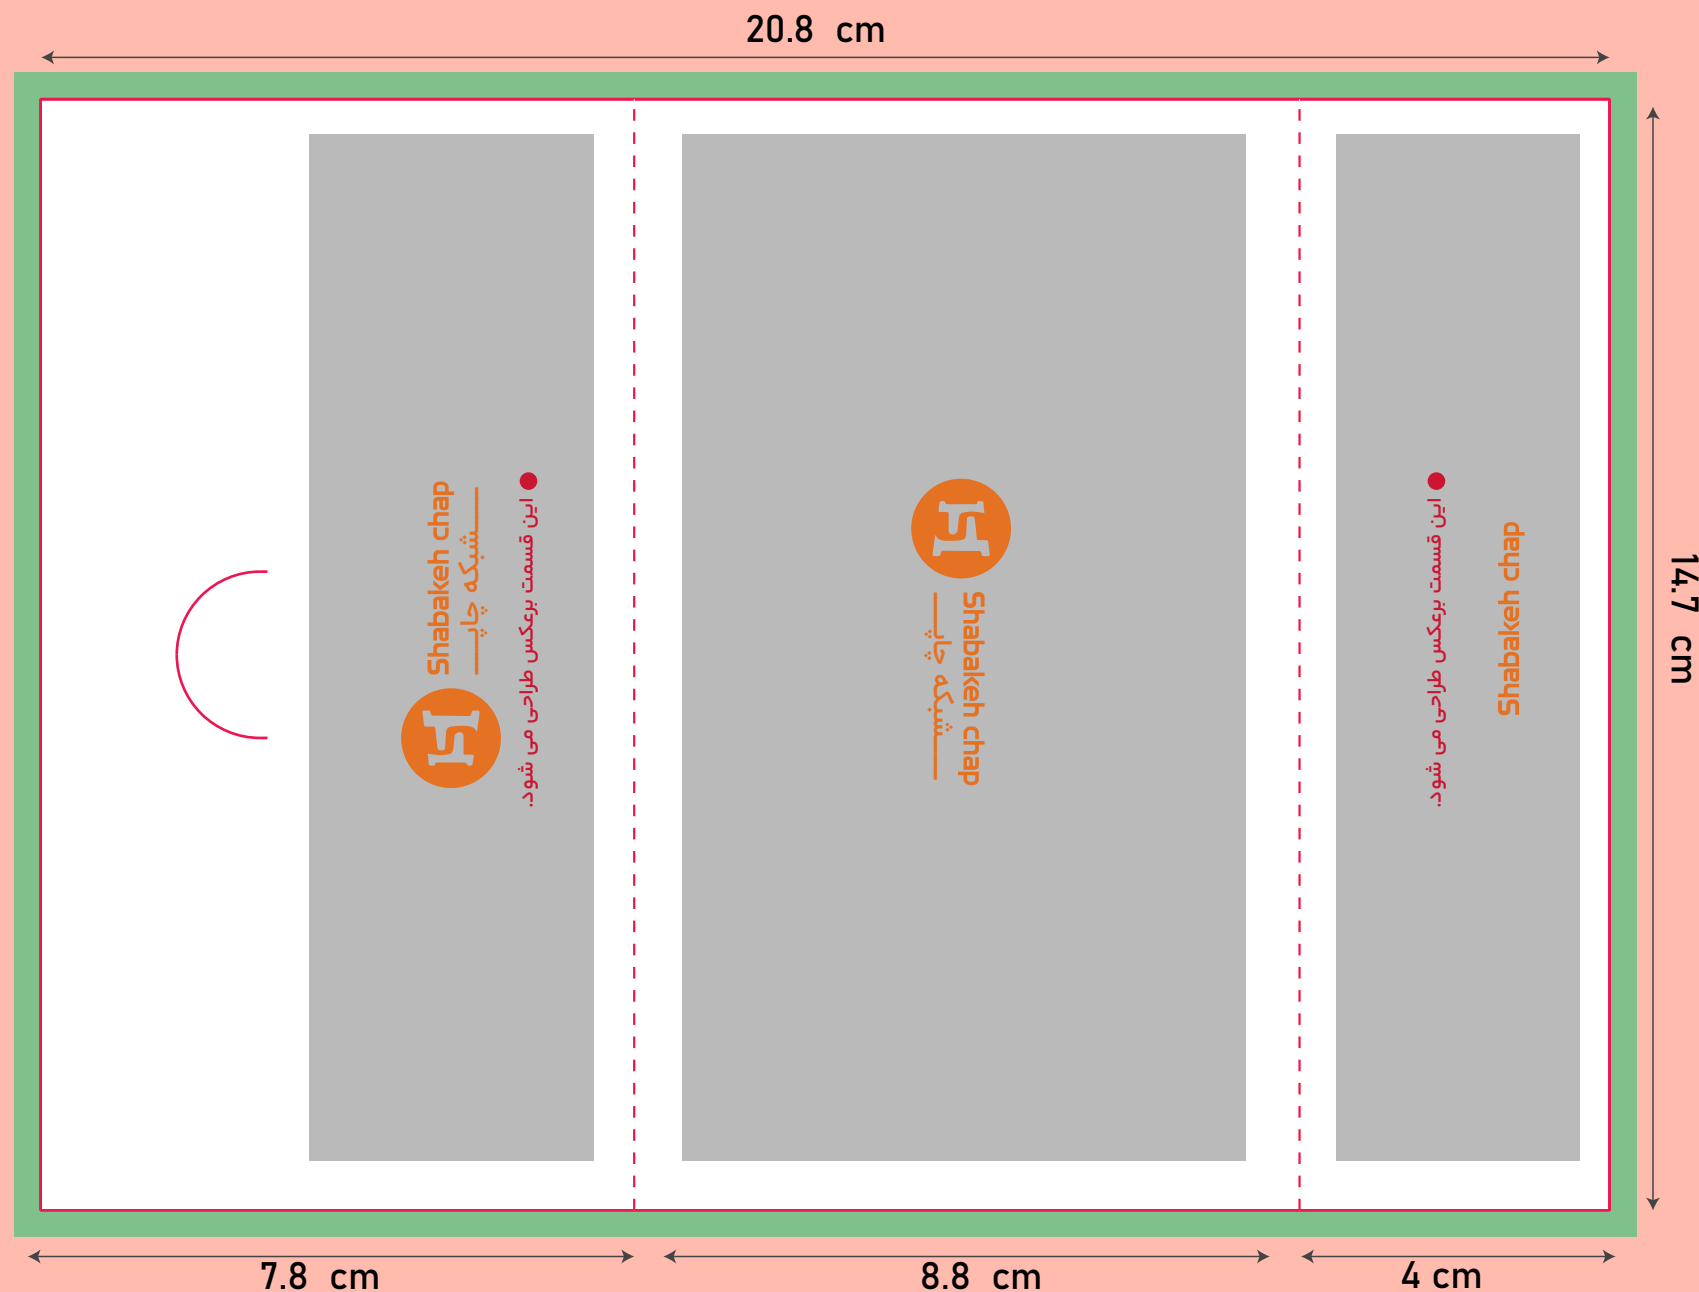 20.8 cm
Shabakeh chap
شبکه چاپ
این قسمت برعکس طراحی می شود.
Shabakeh chap
شبکه چاپ
این قسمت برعکس طراحی می شود.
Shabakeh chap
14.7 cm
7.8 cm
8.8 cm
4 cm